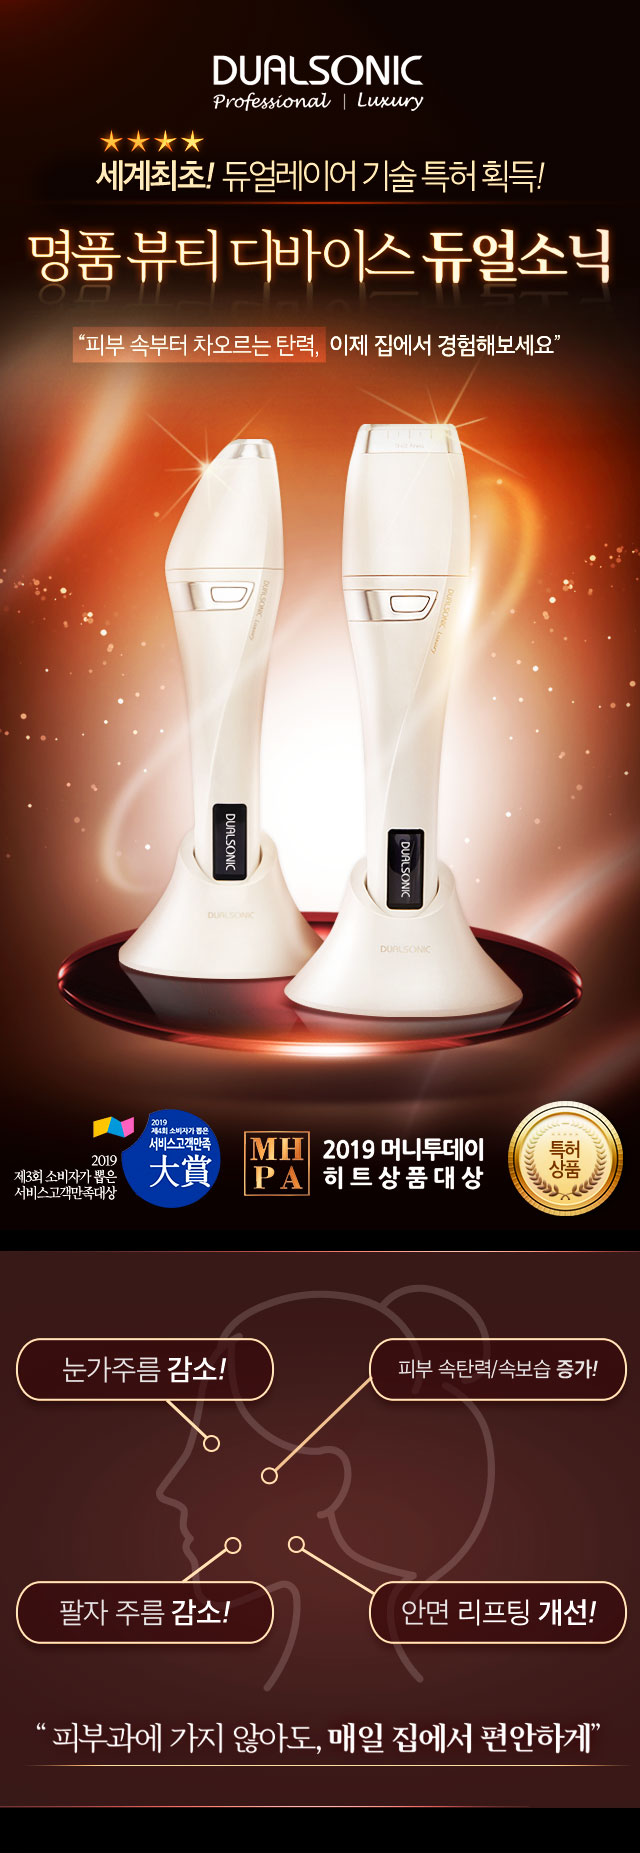 DUALSONIC
Professional | Luxury
세계최초! 듀얼레이어 기술 특허 획득!
명품 뷰티 디바이스 듀얼소닉
“피부 속부터 차오르는 탄력, 이제 집에서 경험해보세요”
DUALSONIC Luxury
DUALSONIC Luxury
DUALSONIC
DUALSONIC
DUALSONIC
DUALSONIC
2019
제3회 소비자가 뽑은
서비스고객만족대상
2019
제4회 소비자가 뽑은
서비스고객만족
大賞
MH
PA
2019 머니투데이
히트상품대상
특허
상품
눈가주름 감소!
피부 속탄력/속보습 증가!
팔자 주름 감소!
안면 리프팅 개선!
“ 피부과에 가지 않아도, 매일 집에서 편안하게”